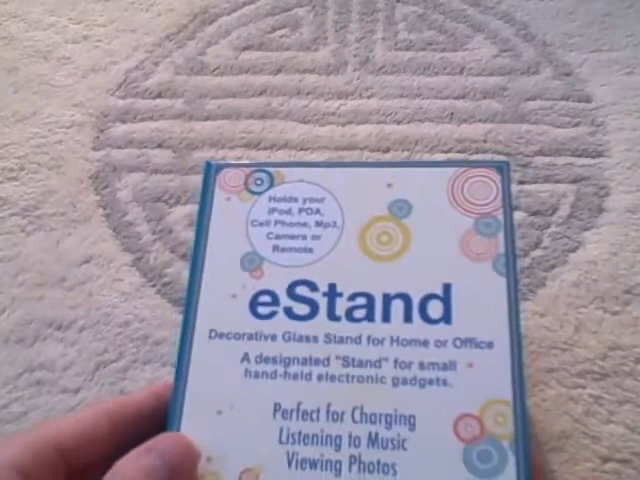 Holds your
iPod, PDA,
Cell Phone, Mp3,
Camera or
Remote
eStand
Decorative Glass Stand for Home or Office
A designated "Stand" for small
hand-held electronic gadgets.
Perfect for Charging
Listening to Music
Viewing Photos